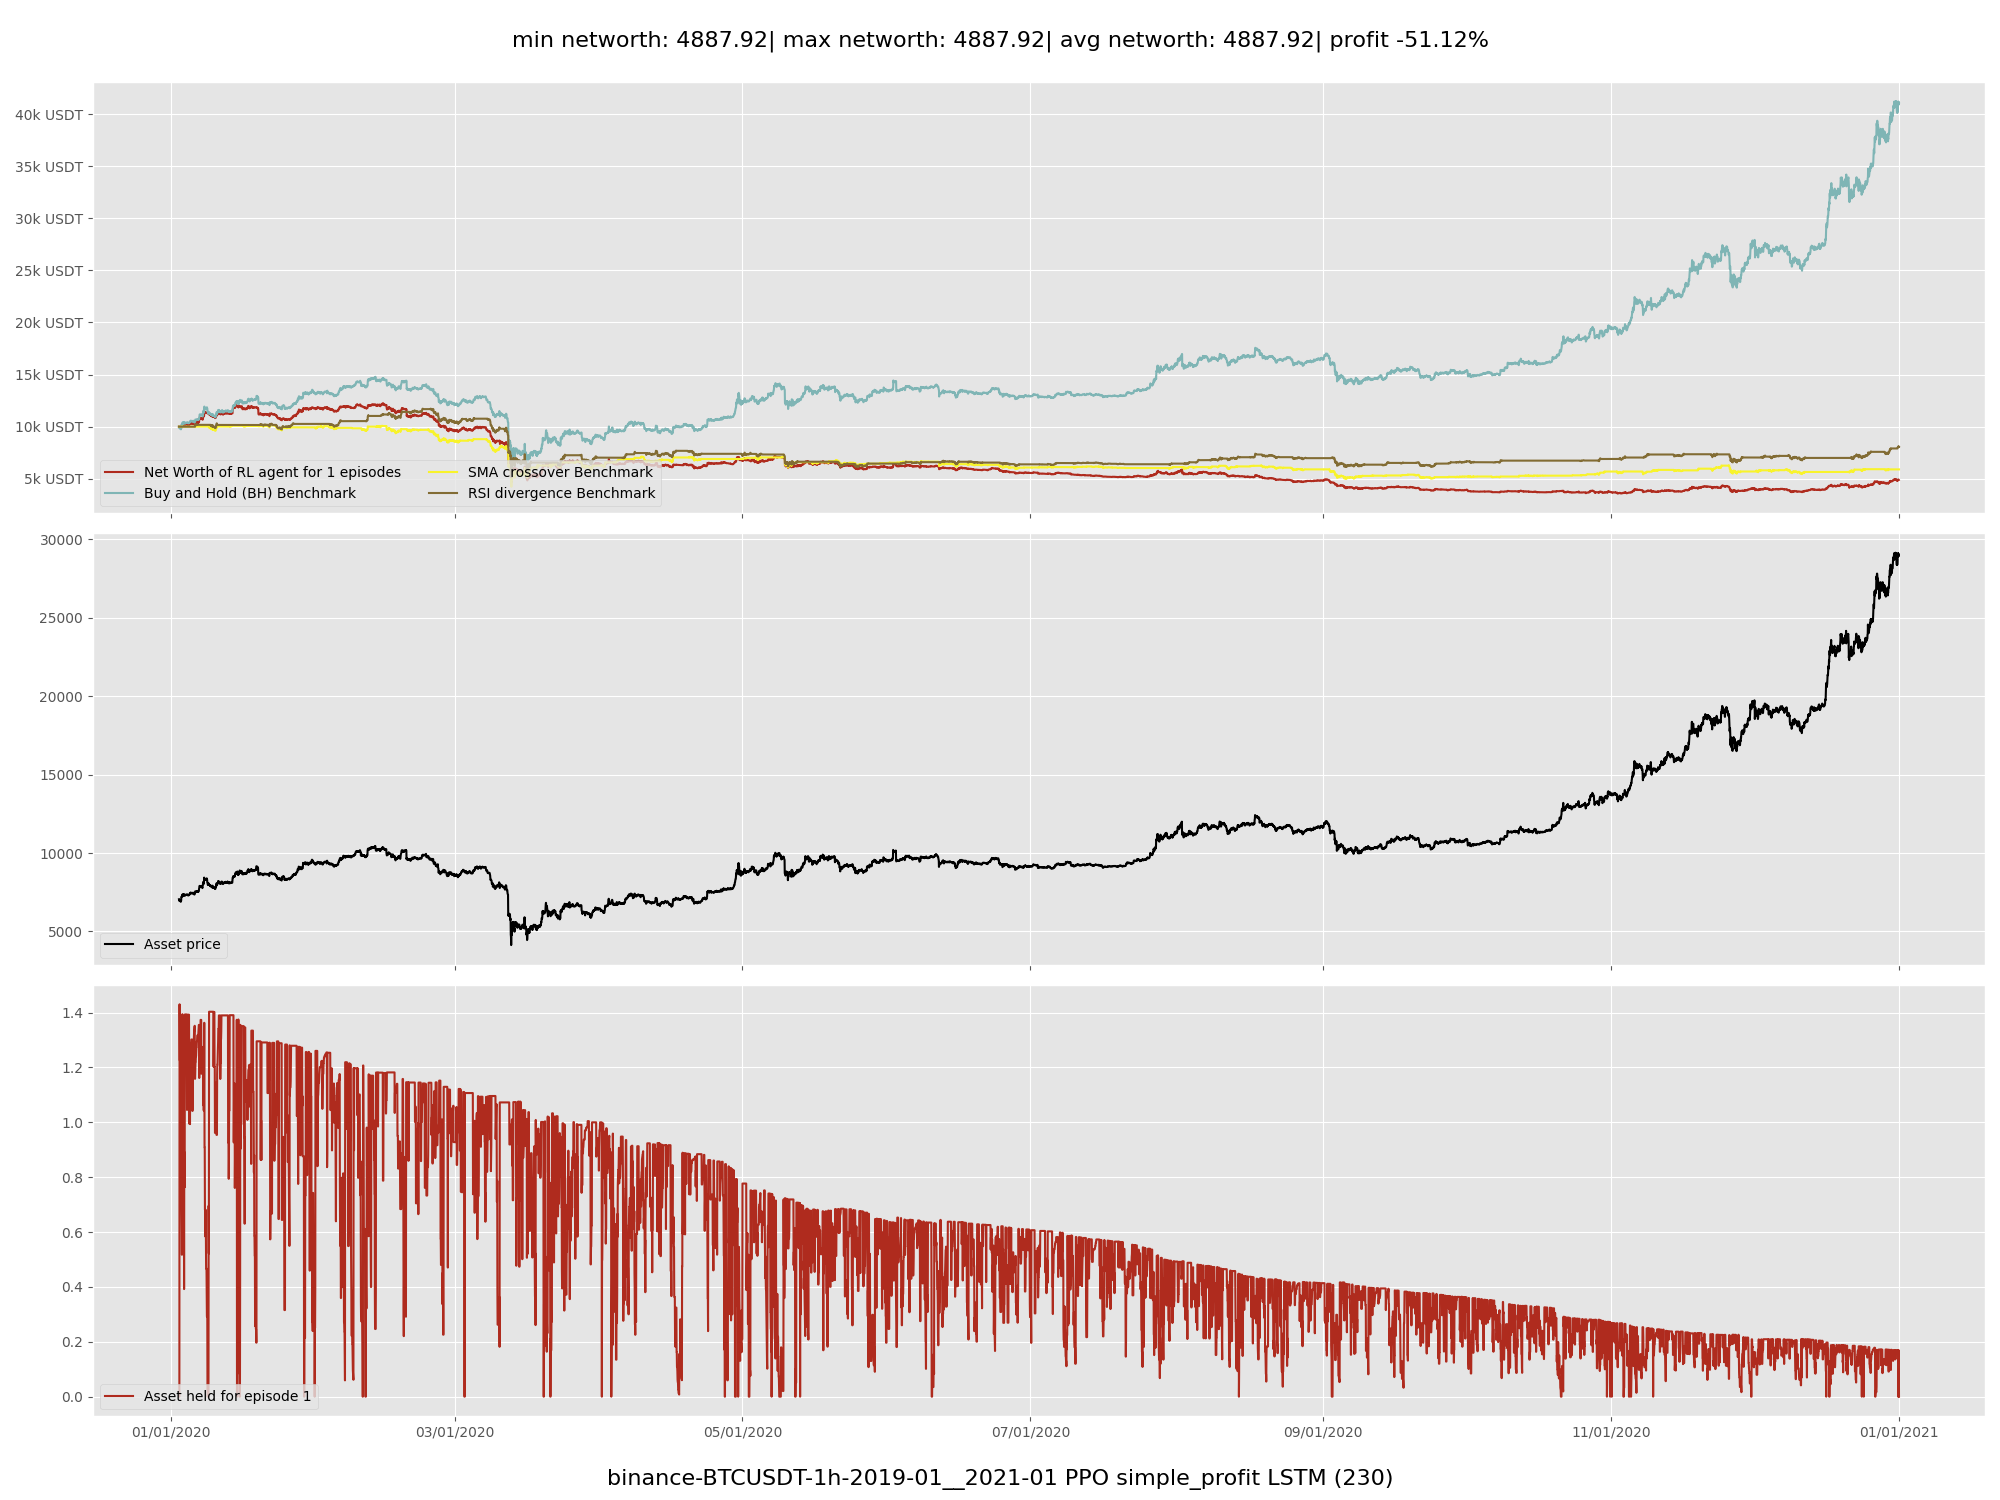 min networth: 4887.92| max networth: 4887.92| avg networth: 4887.92| profit -51.12%
40k USDT
35k USDT
30k USDT
25k USDT
20k USDT
15k USDT
10k USDT
5k USDT
Net Worth of RL agent for 1 episodes
Buy and Hold (BH) Benchmark
SMA crossover Benchmark
RSI divergence Benchmark
30000
25000
20000
15000
10000
5000
Asset price
1.4
1.2
1.0
0.8
0.6
0.4
0.2
0.0
Asset held for episode 1
01/01/2020
03/01/2020
05/01/2020
07/01/2020
09/01/2020
11/01/2020
01/01/2021
binance-BTCUSDT-1h-2019-01__2021-01 PPO simple_profit LSTM (230)